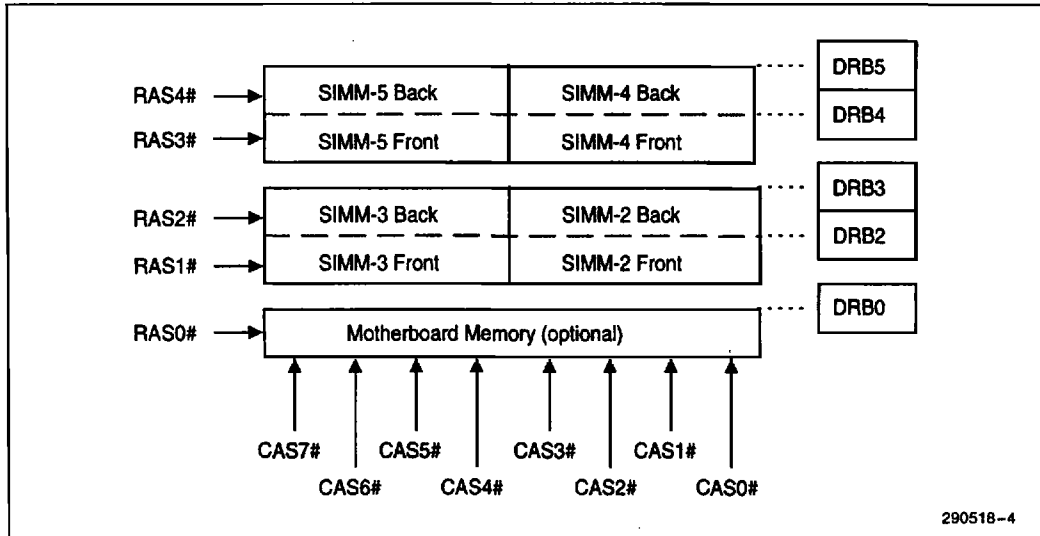 DRB5
RAS4# SIMM-5 Back SIMM-4 Back
DRB4
RAS3# SIMM-5 Front SIMM-4 Front
DRB3
RAS2# SIMM-3 Back SIMM-2 Back
DRB2
RAS1# SIMM-3 Front SIMM-2 Front
DRB0
RAS0# Motherboard Memory (optional)
CAS7# CAS5# CAS3# CAS1#
CAS6# CAS4# CAS2# CAS0#
290518-4